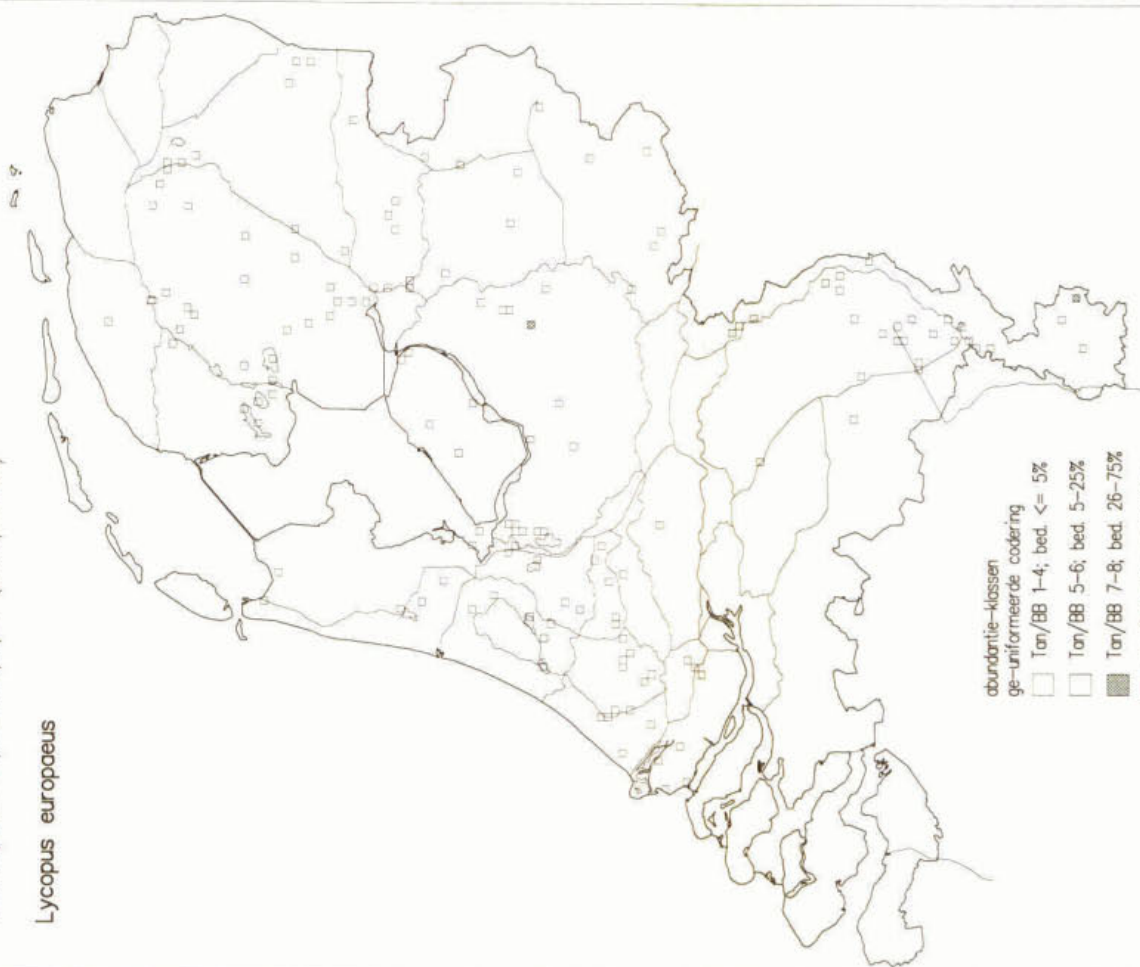 Lycopus europaeus
abundantie-klassen
ge-uniformeerde codering
Tan/BB 1-4; bed. <= 5%
Tan/BB 5-6; bed. 5-25%
Tan/BB 7-8; bed. 26-75%